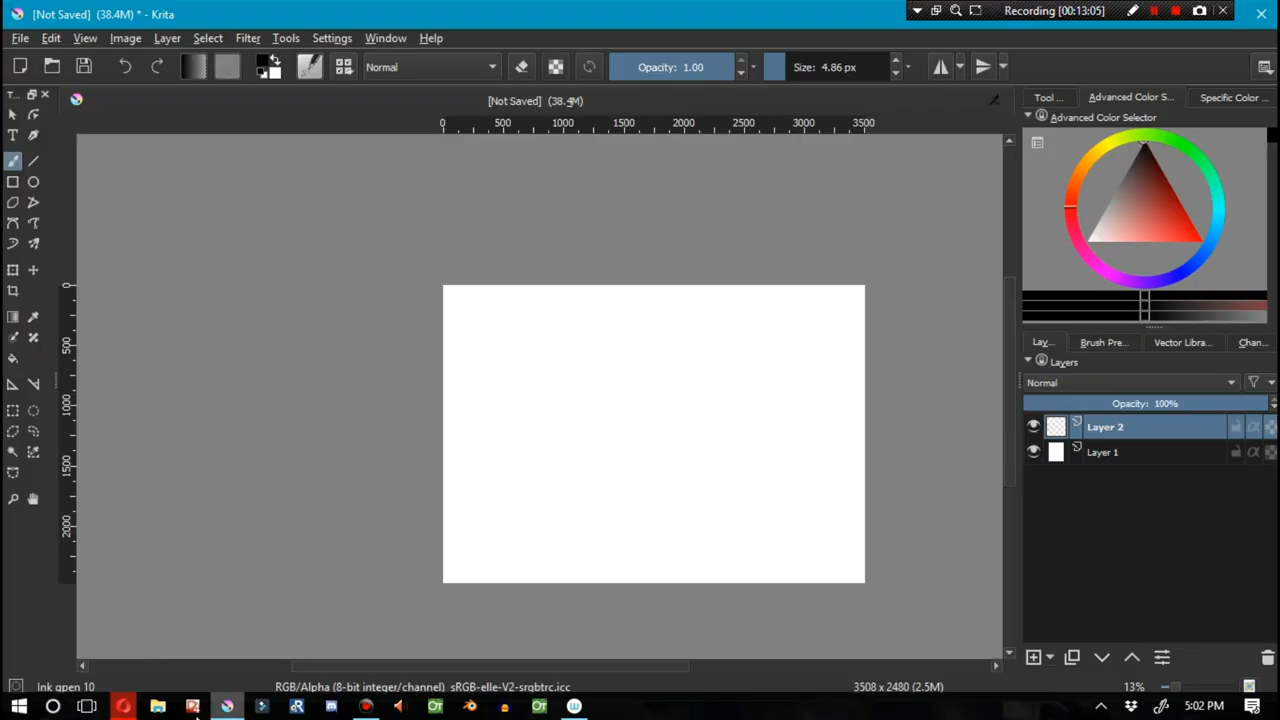 [Not Saved] (38.4M) * - Krita
Recording [00:13:05]
File Edit View Image Layer Select Filter Tools Settings Window Help
Normal
Opacity: 1.00
Size: 4.86 px
T...
[Not Saved] (38.4M)
Tool ...
Advanced Color S...
Specific Color ...
Advanced Color Selector
0 500 1000 1500 2000 2500 3000 3500
0
500
1000
1500
2000
Lay...
Brush Pre...
Vector Libra...
Chan...
Layers
Normal
Opacity: 100%
Layer 2
Layer 1
Ink gpen 10
RGB/Alpha (8-bit integer/channel) sRGB-elle-V2-srgbtrc.icc
3508 x 2480 (2.5M)
13%
5:02 PM